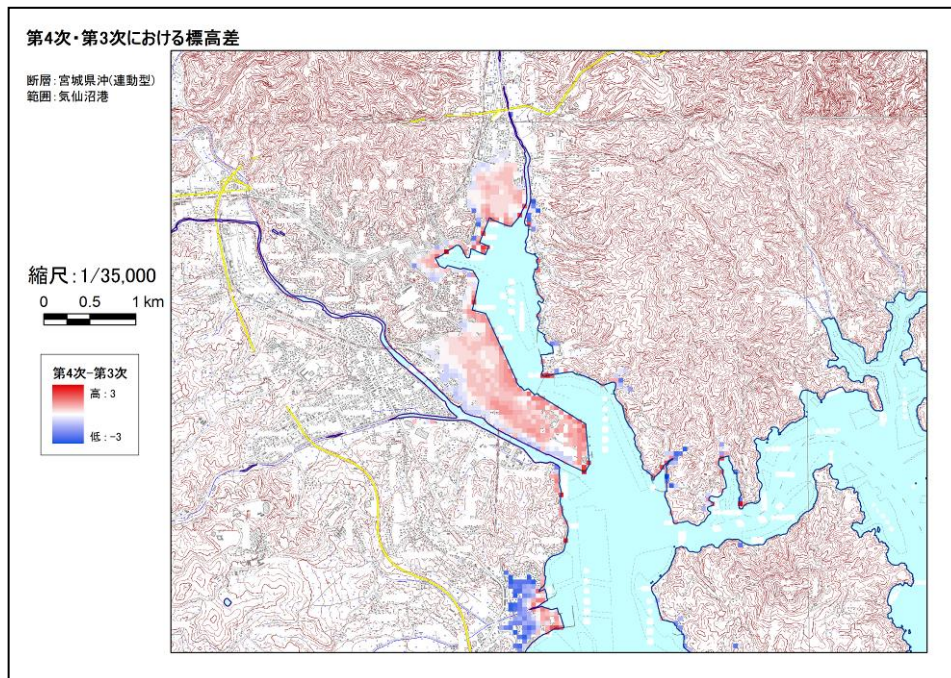 第4次・第3次における標高差
断層:宮城県沖(連動型)
範囲:気仙沼港
縮尺:1/35,000
0 0.5 1 km
第4次-第3次
高:3
低:-3